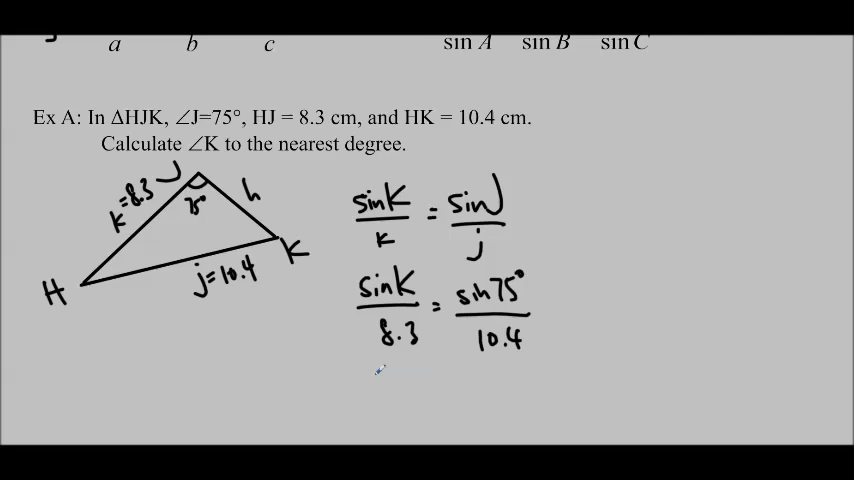 a b c sin A sin B sin C
Ex A: In ΔHJK, ∠J=75°, HJ = 8.3 cm, and HK = 10.4 cm.
Calculate ∠K to the nearest degree.
J
k=8.3
75°
h
H
j=10.4
K
sinK/k = sinJ/j
sinK/8.3 = sin75°/10.4